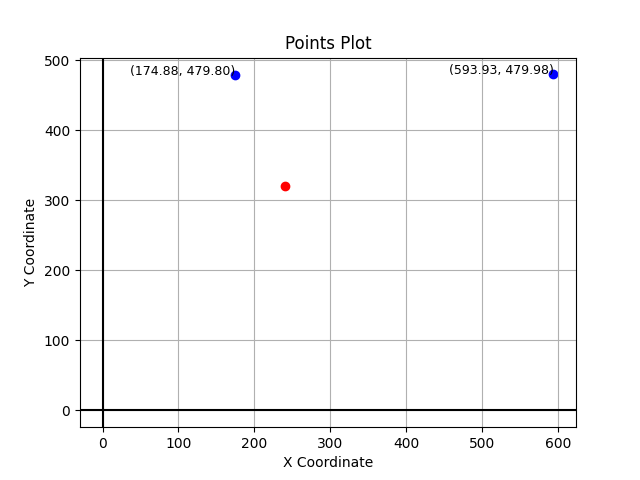 Points Plot
(174.88, 479.80)
(593.93, 479.98)
500
400
300
200
100
0
Y Coordinate
0 100 200 300 400 500 600
X Coordinate